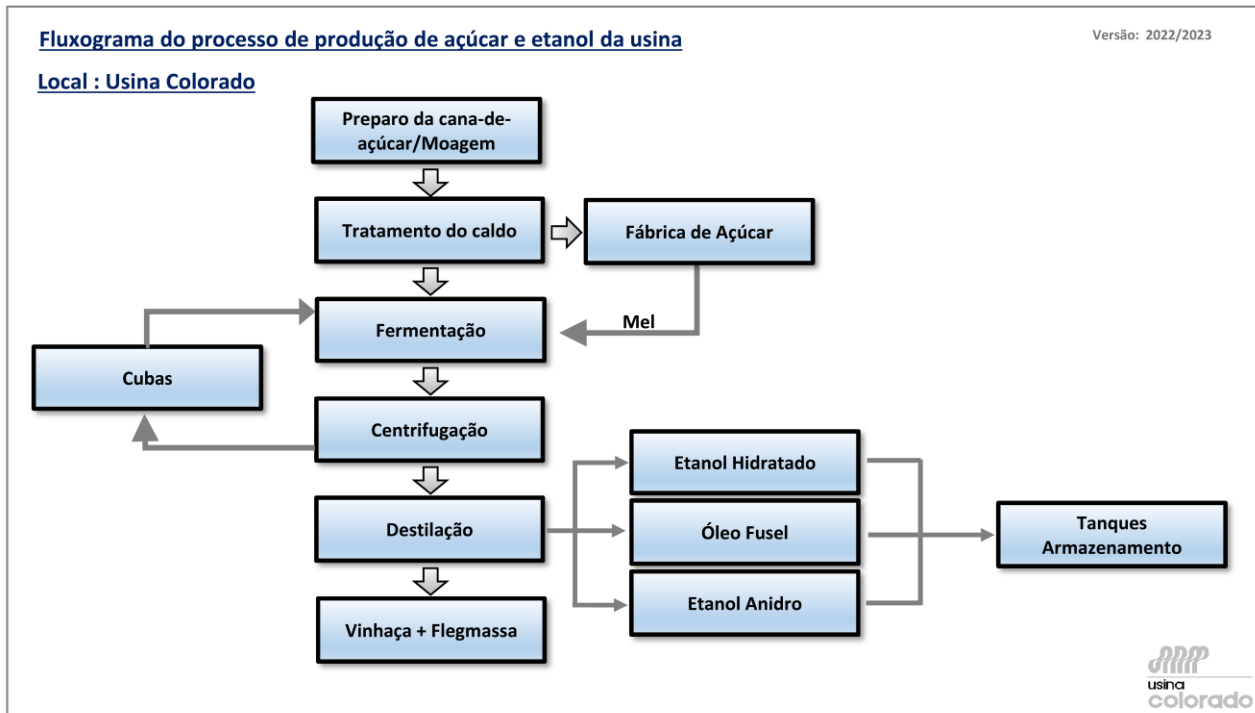 Fluxograma do processo de produção de açúcar e etanol da usina
Versão: 2022/2023
Local : Usina Colorado
Preparo da cana-de-
açúcar/Moagem
Tratamento do caldo
Fábrica de Açúcar
Fermentação
Mel
Cubas
Centrifugação
Etanol Hidratado
Destilação
Óleo Fusel
Tanques
Armazenamento
Etanol Anidro
Vinhaça + Flegmassa
usina
colorado